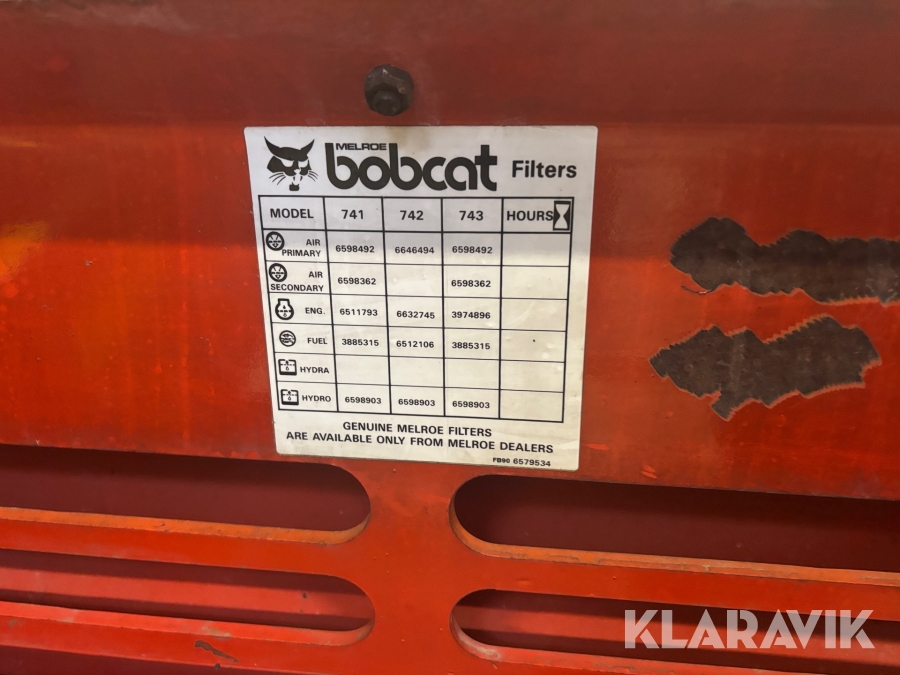 MELROE
bobcat Filters
MODEL 741 742 743 HOURS
AIR PRIMARY 6598492 6646494 6598492
AIR SECONDARY 6598362 6598362
ENG. 6511793 6632745 3974896
FUEL 3885315 6512106 3885315
HYDRA
HYDRO 6598903 6598903 6598903
GENUINE MELROE FILTERS
ARE AVAILABLE ONLY FROM MELROE DEALERS
FB90 6579534
KLARAVIK